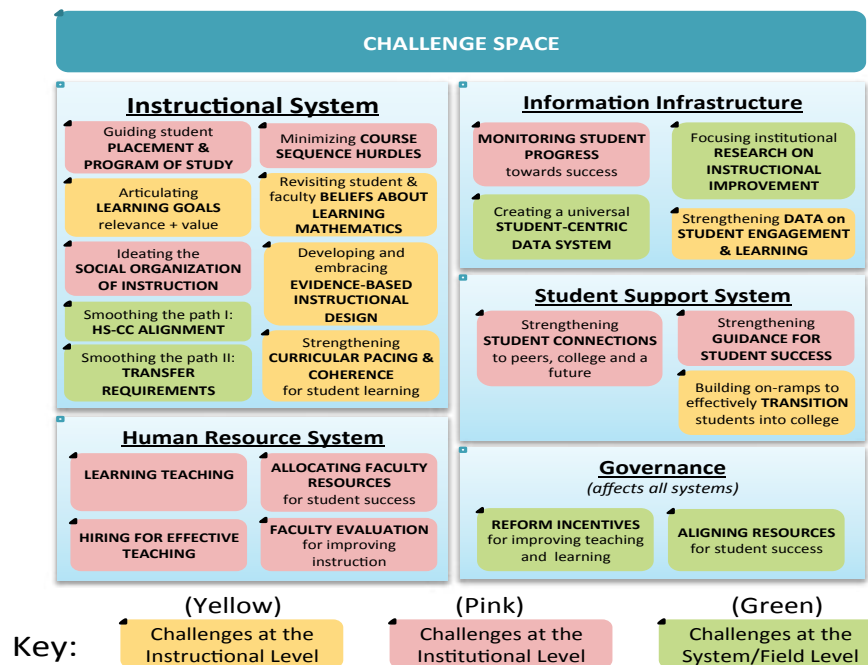 CHALLENGE SPACE
Instructional System
Guiding student
PLACEMENT &
PROGRAM OF STUDY
Minimizing COURSE
SEQUENCE HURDLES
Articulating
LEARNING GOALS
relevance + value
Revisiting student &
faculty BELIEFS ABOUT
LEARNING
MATHEMATICS
Ideating the
SOCIAL ORGANIZATION
OF INSTRUCTION
Developing and
embracing
EVIDENCE-BASED
INSTRUCTIONAL
DESIGN
Smoothing the path I:
HS-CC ALIGNMENT
Smoothing the path II:
TRANSFER
REQUIREMENTS
Strengthening
CURRICULAR PACING &
COHERENCE
for student learning
Information Infrastructure
MONITORING STUDENT
PROGRESS
towards success
Focusing institutional
RESEARCH ON
INSTRUCTIONAL
IMPROVEMENT
Creating a universal
STUDENT-CENTRIC
DATA SYSTEM
Strengthening DATA on
STUDENT ENGAGEMENT
& LEARNING
Student Support System
Strengthening
STUDENT CONNECTIONS
to peers, college and a
future
Strengthening
GUIDANCE FOR
STUDENT SUCCESS
Building on-ramps to
effectively TRANSITION
students into college
Human Resource System
LEARNING TEACHING
ALLOCATING FACULTY
RESOURCES
for student success
HIRING FOR EFFECTIVE
TEACHING
FACULTY EVALUATION
for improving
instruction
Governance
(affects all systems)
REFORM INCENTIVES
for improving teaching
and learning
ALIGNING RESOURCES
for student success
(Yellow)
(Pink)
(Green)
Key:
Challenges at the
Instructional Level
Challenges at the
Institutional Level
Challenges at the
System/Field Level